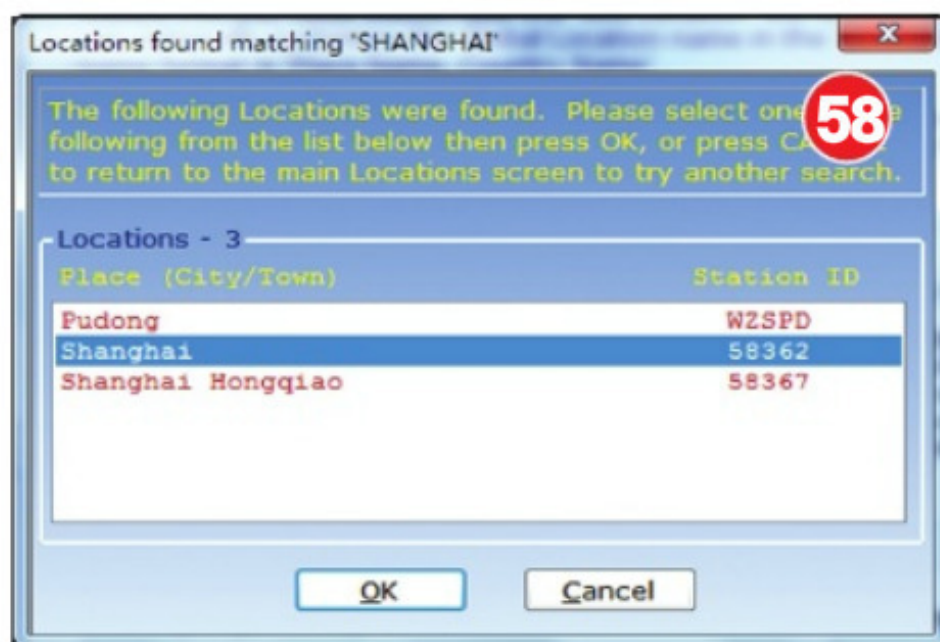 Locations found matching 'SHANGHAI'
58
The following Locations were found. Please select one
following from the list below then press OK, or press
to return to the main Locations screen to try another search.
Locations - 3
Place (City/Town) Station ID
Pudong WZSPD
Shanghai 58362
Shanghai Hongqiao 58367
OK Cancel